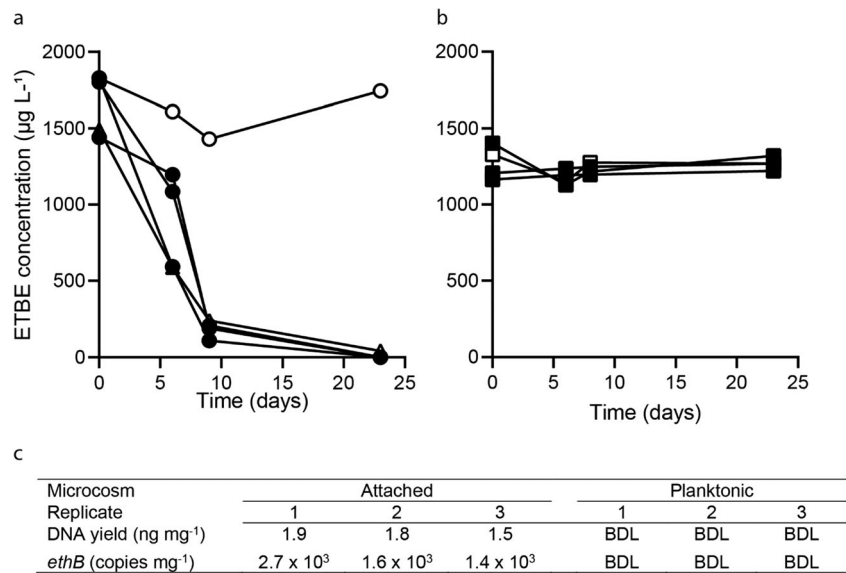 a
2000
1500
1000
500
0
ETBE concentration (µg L-¹)
0 5 10 15 20 25
Time (days)
b
2000
1500
1000
500
0
0 5 10 15 20 25
Time (days)
c
Microcosm Attached Planktonic
Replicate 1 2 3 1 2 3
DNA yield (ng mg⁻¹) 1.9 1.8 1.5 BDL BDL BDL
ethB (copies mg⁻¹) 2.7 x 10³ 1.6 x 10³ 1.4 x 10³ BDL BDL BDL